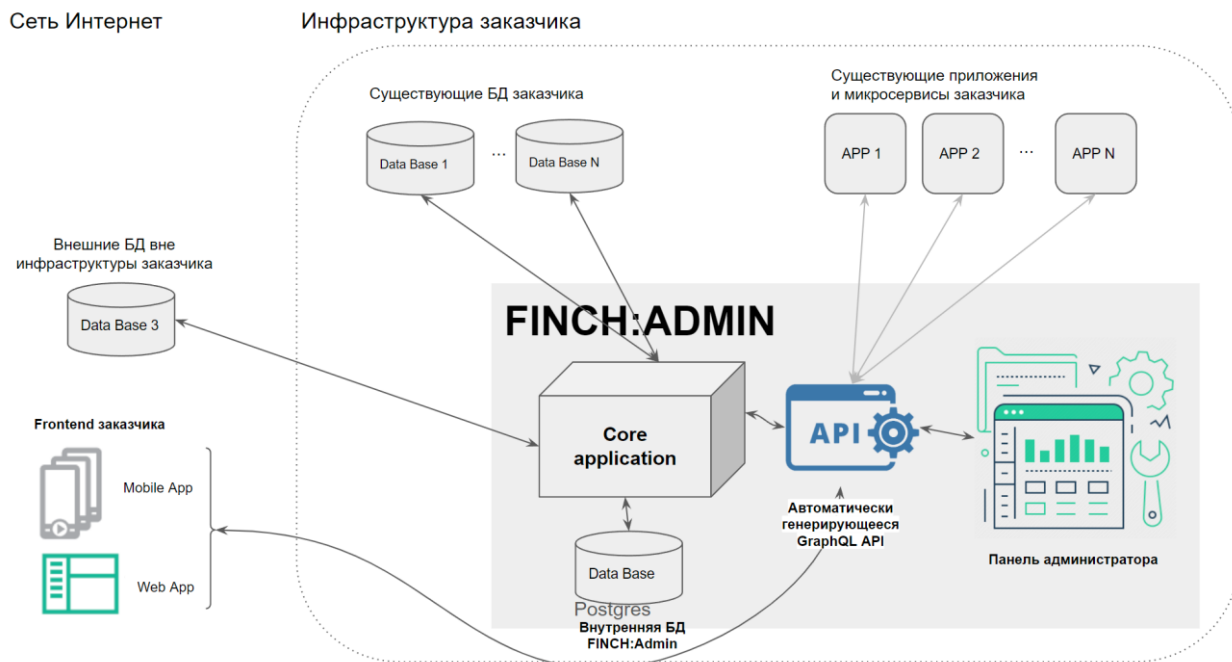 Сеть Интернет
Инфраструктура заказчика
Существующие БД заказчика
Data Base 1
...
Data Base N
Существующие приложения
и микросервисы заказчика
APP 1
APP 2
...
APP N
Внешние БД вне
инфраструктуры заказчика
Data Base 3
FINCH:ADMIN
Core
application
API
Frontend заказчика
Mobile App
Web App
Автоматически
генерирующееся
GraphQL API
Панель администратора
Data Base
Postgres
Внутренняя БД
FINCH:Admin